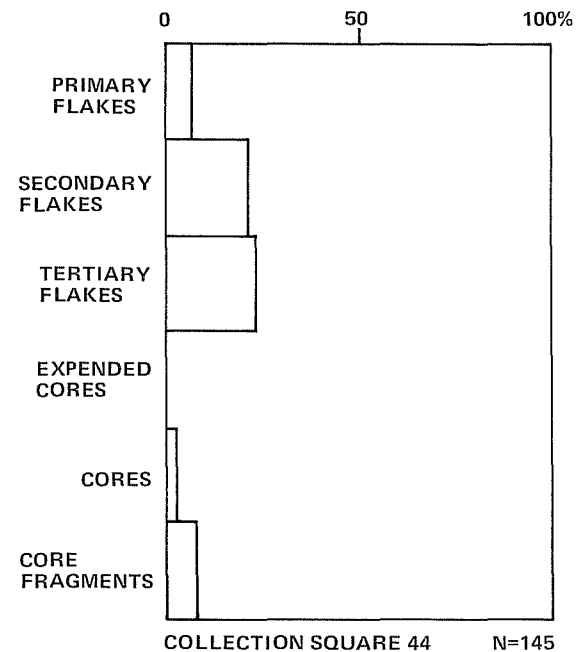 0 50 100%
PRIMARY
FLAKES
SECONDARY
FLAKES
TERTIARY
FLAKES
EXPENDED
CORES
CORES
CORE
FRAGMENTS
COLLECTION SQUARE 44 N=145